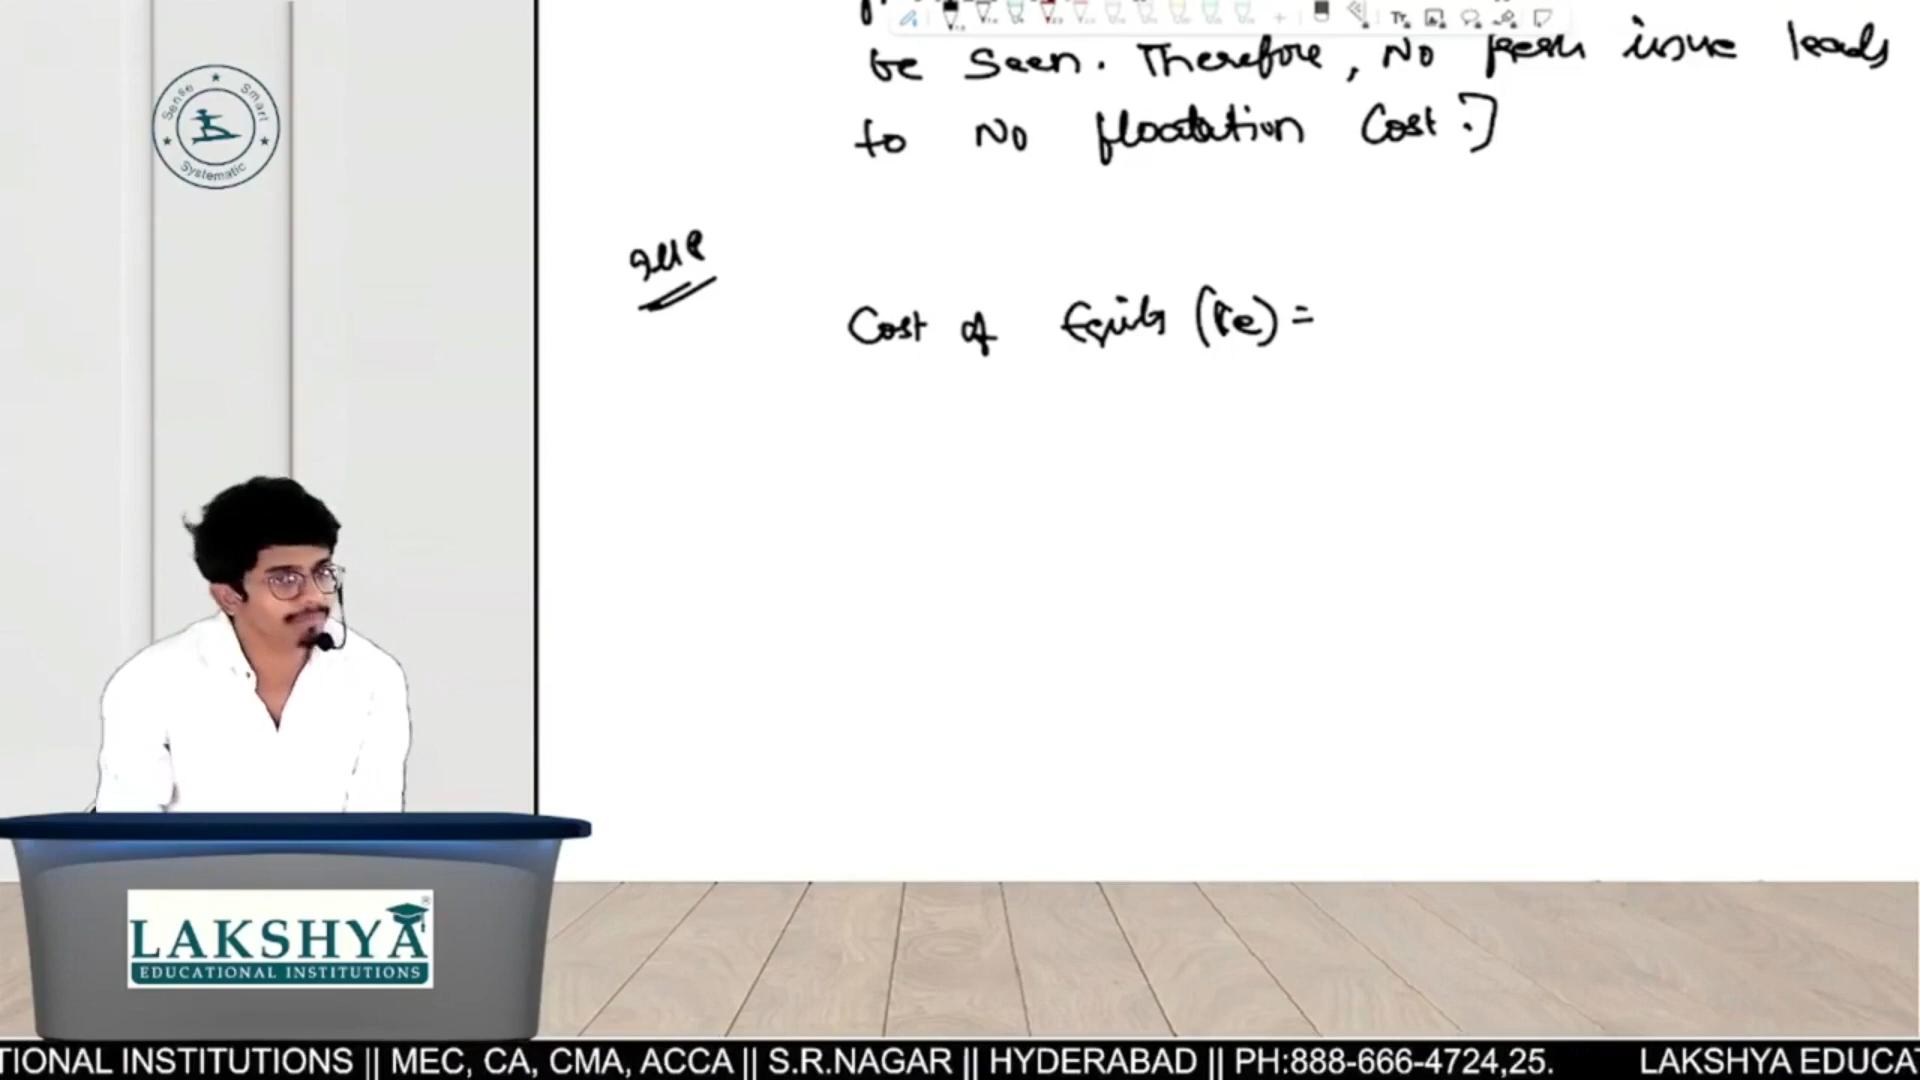 be Seen. Therefore, No fresh issue leads
to No floatation Cost.]
Cost of Equity (Ke) =
Sense Smart
Systematic
LAKSHYA
EDUCATIONAL INSTITUTIONS
TIONAL INSTITUTIONS || MEC, CA, CMA, ACCA || S.R.NAGAR || HYDERABAD || PH:888-666-4724,25. LAKSHYA EDUCAT